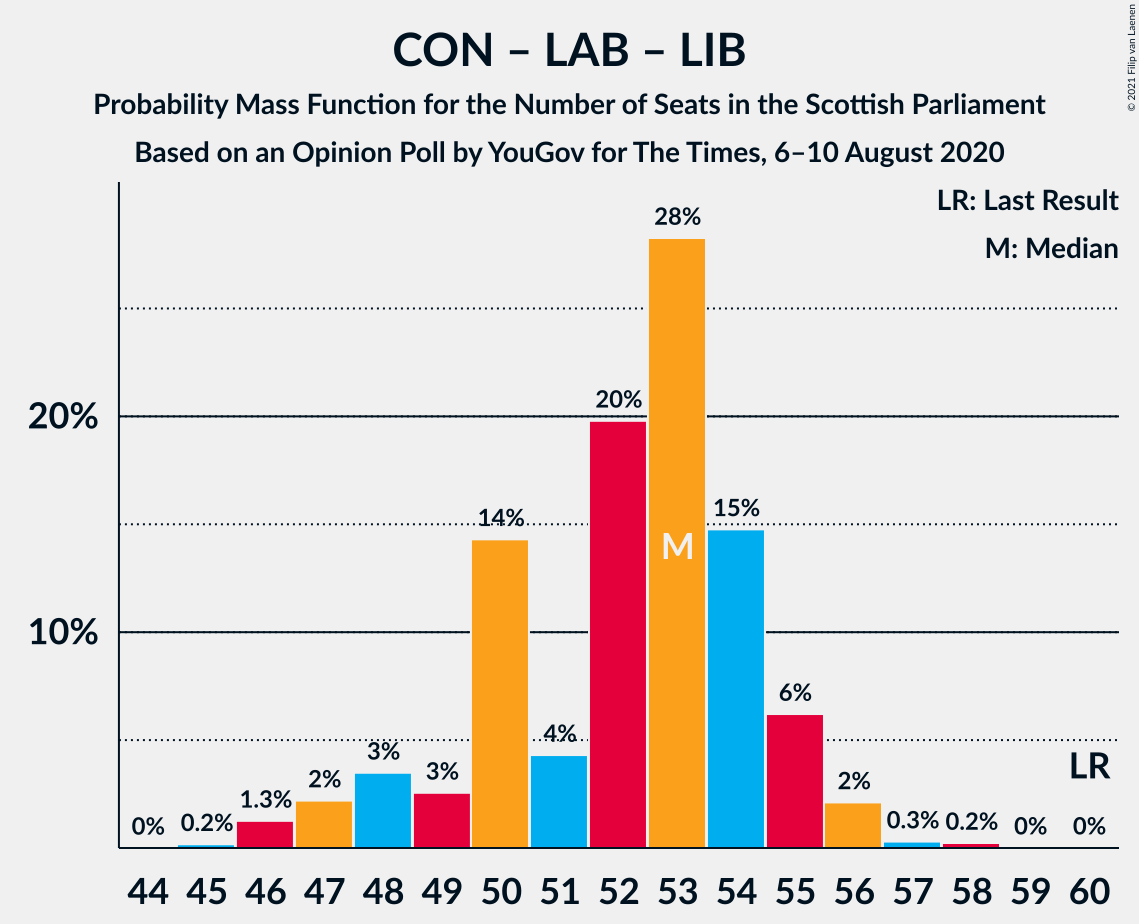 © 2021 Filip van Laenen
CON – LAB – LIB
Probability Mass Function for the Number of Seats in the Scottish Parliament
Based on an Opinion Poll by YouGov for The Times, 6–10 August 2020
LR: Last Result
M: Median
28%
20%
20%
15%
14%
M
10%
6%
4%
3%
3%
2%
2%
1.3%
0.2%
0%
0.3%
0.2%
0%
0%
LR
44 45 46 47 48 49 50 51 52 53 54 55 56 57 58 59 60